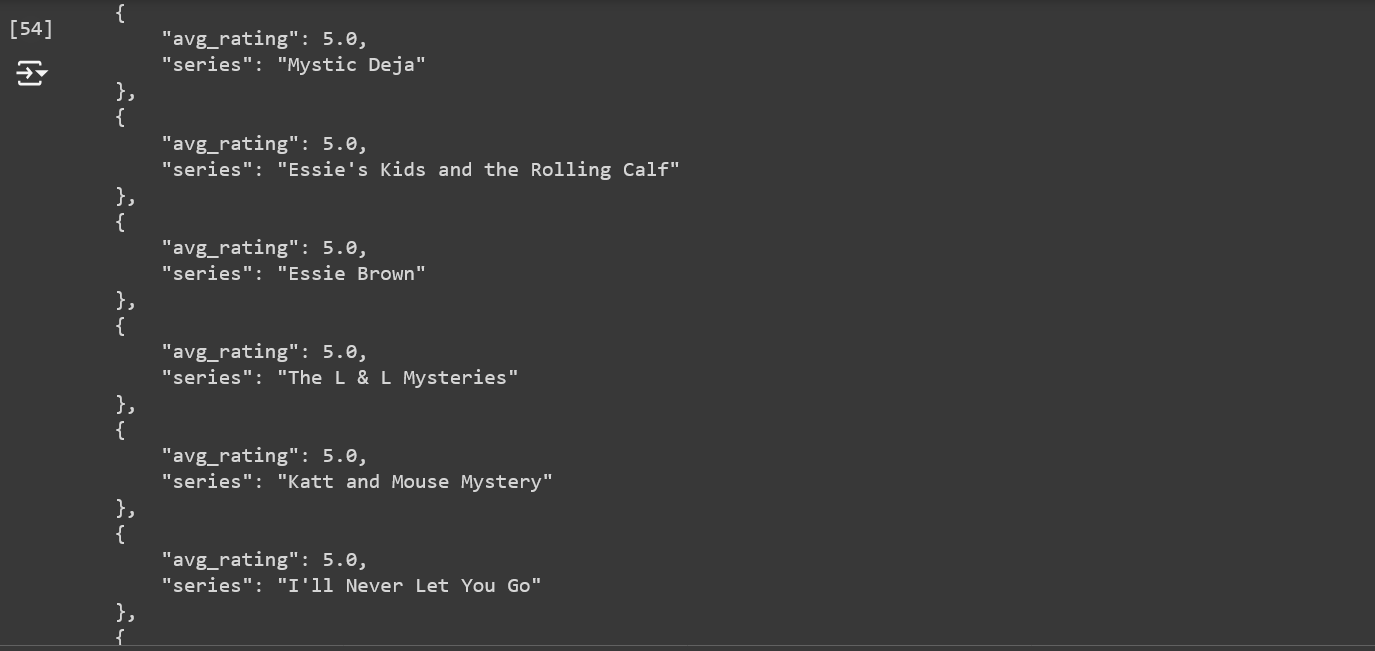 {
[54]
"avg_rating": 5.0,
"series": "Mystic Deja"
},
{
"avg_rating": 5.0,
"series": "Essie's Kids and the Rolling Calf"
},
{
"avg_rating": 5.0,
"series": "Essie Brown"
},
{
"avg_rating": 5.0,
"series": "The L & L Mysteries"
},
{
"avg_rating": 5.0,
"series": "Katt and Mouse Mystery"
},
{
"avg_rating": 5.0,
"series": "I'll Never Let You Go"
},
{